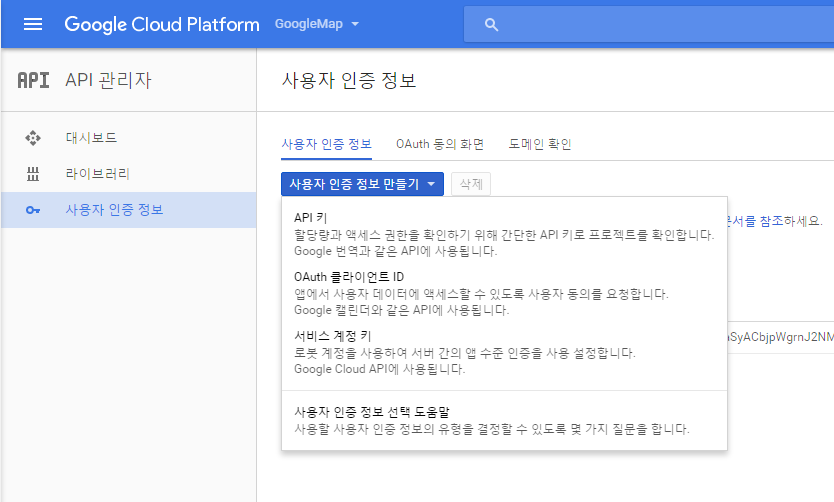 Google Cloud Platform GoogleMap
API API 관리자
사용자 인증 정보
대시보드
라이브러리
사용자 인증 정보
사용자 인증 정보 OAuth 동의 화면 도메인 확인
사용자 인증 정보 만들기 삭제
API 키
할당량과 액세스 권한을 확인하기 위해 간단한 API 키로 프로젝트를 확인합니다.
Google 번역과 같은 API에 사용됩니다.
OAuth 클라이언트 ID
앱에서 사용자 데이터에 액세스할 수 있도록 사용자 동의를 요청합니다.
Google 캘린더와 같은 API에 사용됩니다.
서비스 계정 키
로봇 계정을 사용하여 서버 간의 앱 수준 인증을 사용 설정합니다.
Google Cloud API에 사용됩니다.
사용자 인증 정보 선택 도움말
사용할 사용자 인증 정보의 유형을 결정할 수 있도록 몇 가지 질문을 합니다.
문서를 참조하세요.
SyACbjpWgrnJ2NM